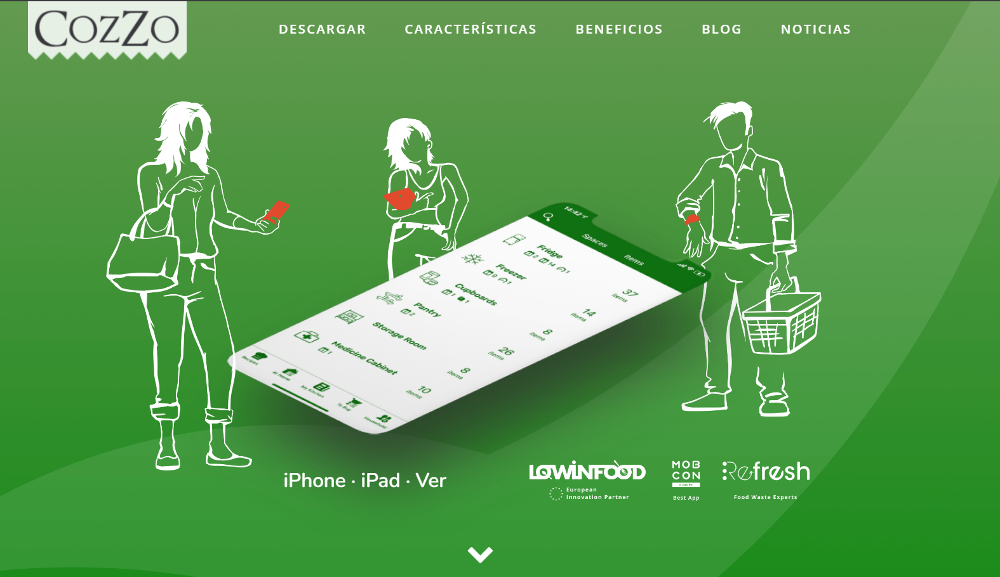 CozZo
DESCARGAR
CARACTERÍSTICAS
BENEFICIOS
BLOG
NOTICIAS
14:42
Spaces
Items
Fridge
2 14 1
37
items
Freezer
9 1
14
items
Cupboards
1 1
8
items
Pantry
2
26
items
Storage Room
8
items
Medicine Cabinet
1
10
items
Recipes
At Home
My Kitchen
To Buy
Household
iPhone · iPad · Ver
LOWINFOOD
European
Innovation Partner
MOB
CON
EUROPE
Best App
Refresh
Food Waste Experts